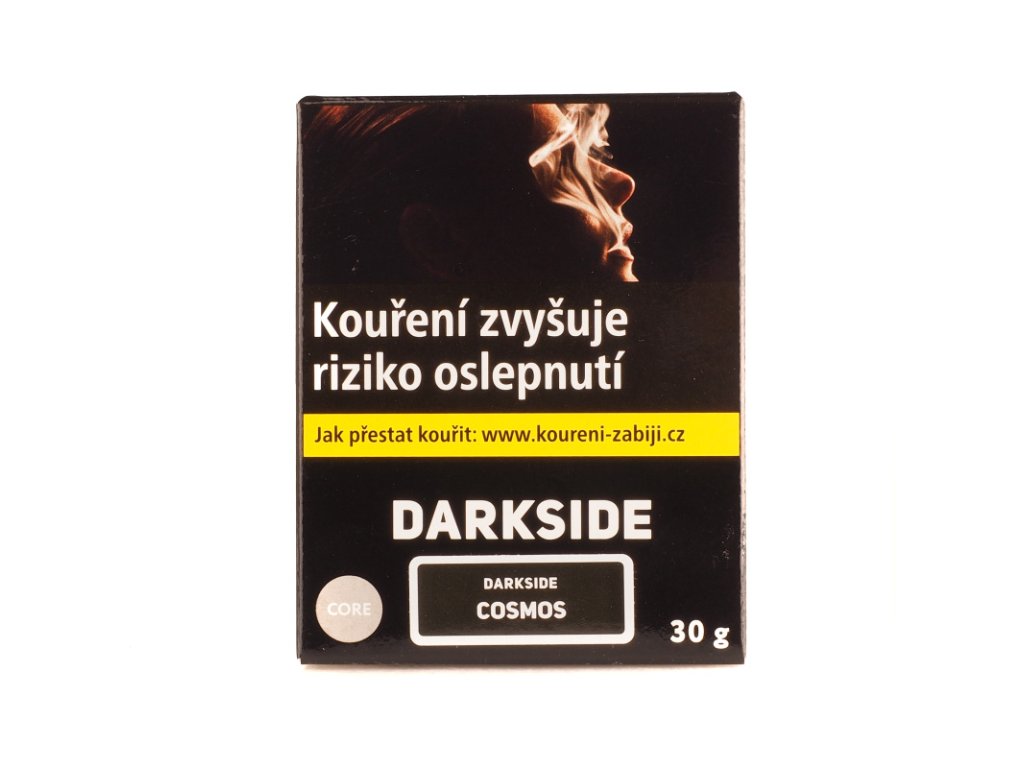 Kouření zvyšuje
riziko oslepnutí
Jak přestat kouřit: www.koureni-zabiji.cz
DARKSIDE
DARKSIDE
COSMOS
CORE
30 g